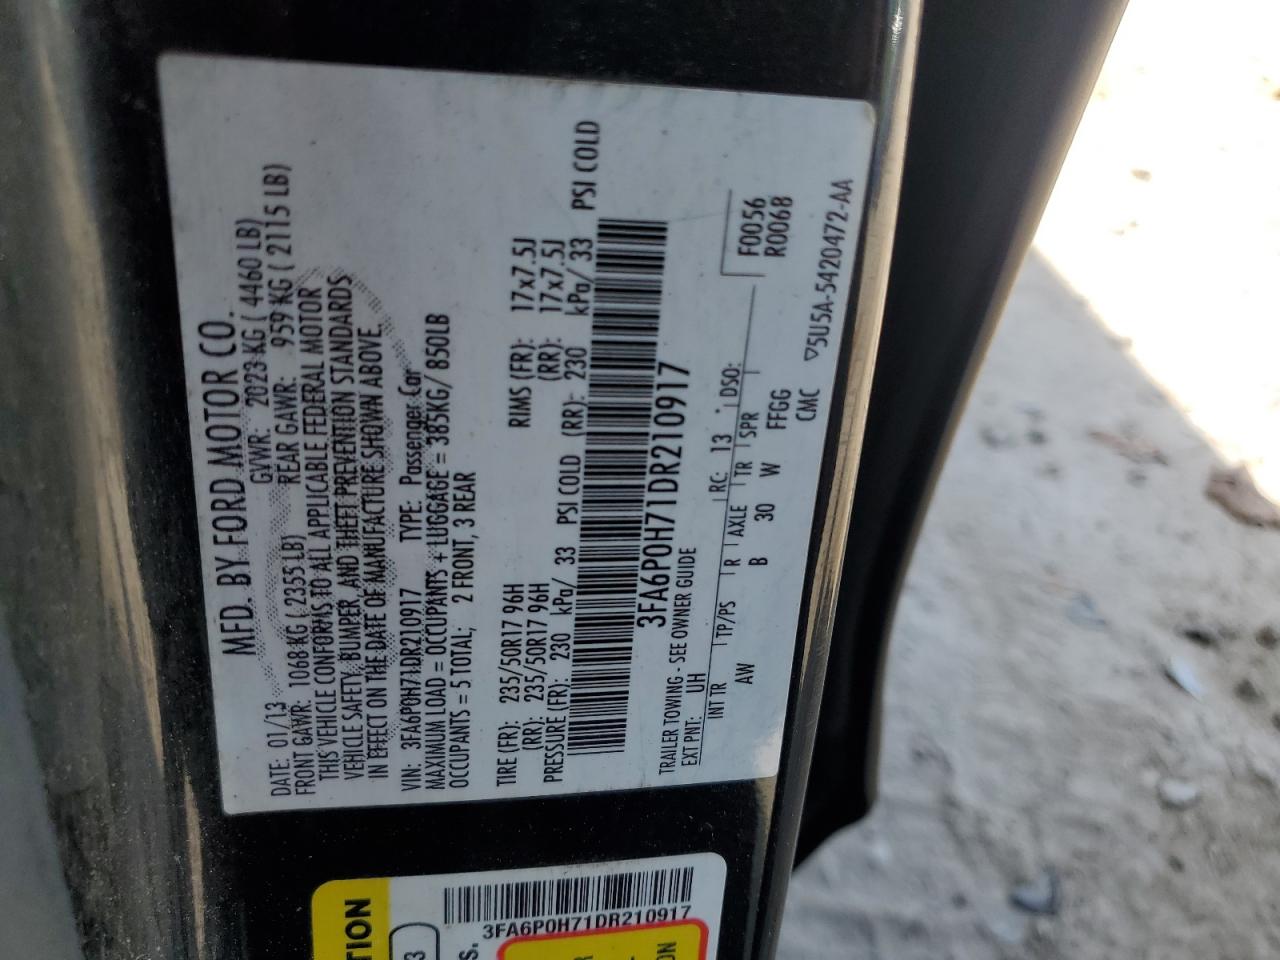 MFD. BY FORD MOTOR CO.
DATE: 01/13 GVWR: 2023 KG ( 4460 LB)
FRONT GAWR: 1068 KG ( 2355 LB) REAR GAWR: 959 KG ( 2115 LB)
THIS VEHICLE CONFORMS TO ALL APPLICABLE FEDERAL MOTOR
VEHICLE SAFETY, BUMPER, AND THEFT PREVENTION STANDARDS
IN EFFECT ON THE DATE OF MANUFACTURE SHOWN ABOVE.
VIN: 3FA6P0H71DR210917 TYPE: Passenger Car
MAXIMUM LOAD = OCCUPANTS + LUGGAGE = 385KG/ 850LB
OCCUPANTS = 5 TOTAL; 2 FRONT, 3 REAR
TIRE (FR): 235/50R17 96H RIMS (FR): 17x7.5J
(RR): 235/50R17 96H (RR): 17x7.5J
PRESSURE (FR): 230 kPa/ 33 PSI COLD (RR): 230 kPa/ 33 PSI COLD
3FA6P0H71DR210917
TRAILER TOWING - SEE OWNER GUIDE
EXT PNT: UH RC: 13 DSO: F0056
R0068
INT TR TP/PS R AXLE TR SPR
AW B 30 W FFGG
CMC ▽5U5A-5420472-AA
3FA6P0H71DR210917